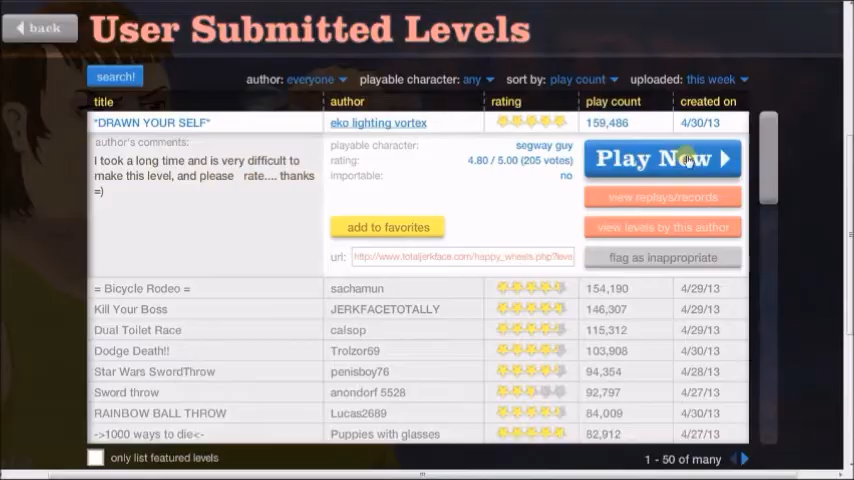 back
User Submitted Levels
search!
author: everyone playable character: any sort by: play count uploaded: this week
title author rating play count created on
"DRAWN YOUR SELF" eko lighting vortex 159,486 4/30/13
author's comments:
I took a long time and is very difficult to
make this level, and please rate.... thanks
=)
playable character: segway guy
rating: 4.80 / 5.00 (205 votes)
importable: no
Play Now
view replays/records
add to favorites
view levels by this author
url: http://www.totaljerkface.com/happy_wheels.php?leve
flag as inappropriate
= Bicycle Rodeo = sachamun 154,190 4/29/13
Kill Your Boss JERKFACETOTALLY 146,307 4/29/13
Dual Toilet Race calsop 115,312 4/29/13
Dodge Death!! Trolzor69 103,908 4/30/13
Star Wars SwordThrow penisboy76 94,354 4/28/13
Sword throw anondorf 5528 92,797 4/27/13
RAINBOW BALL THROW Lucas2689 84,009 4/30/13
->1000 ways to die<- Puppies with glasses 82,912 4/27/13
only list featured levels
1 - 50 of many